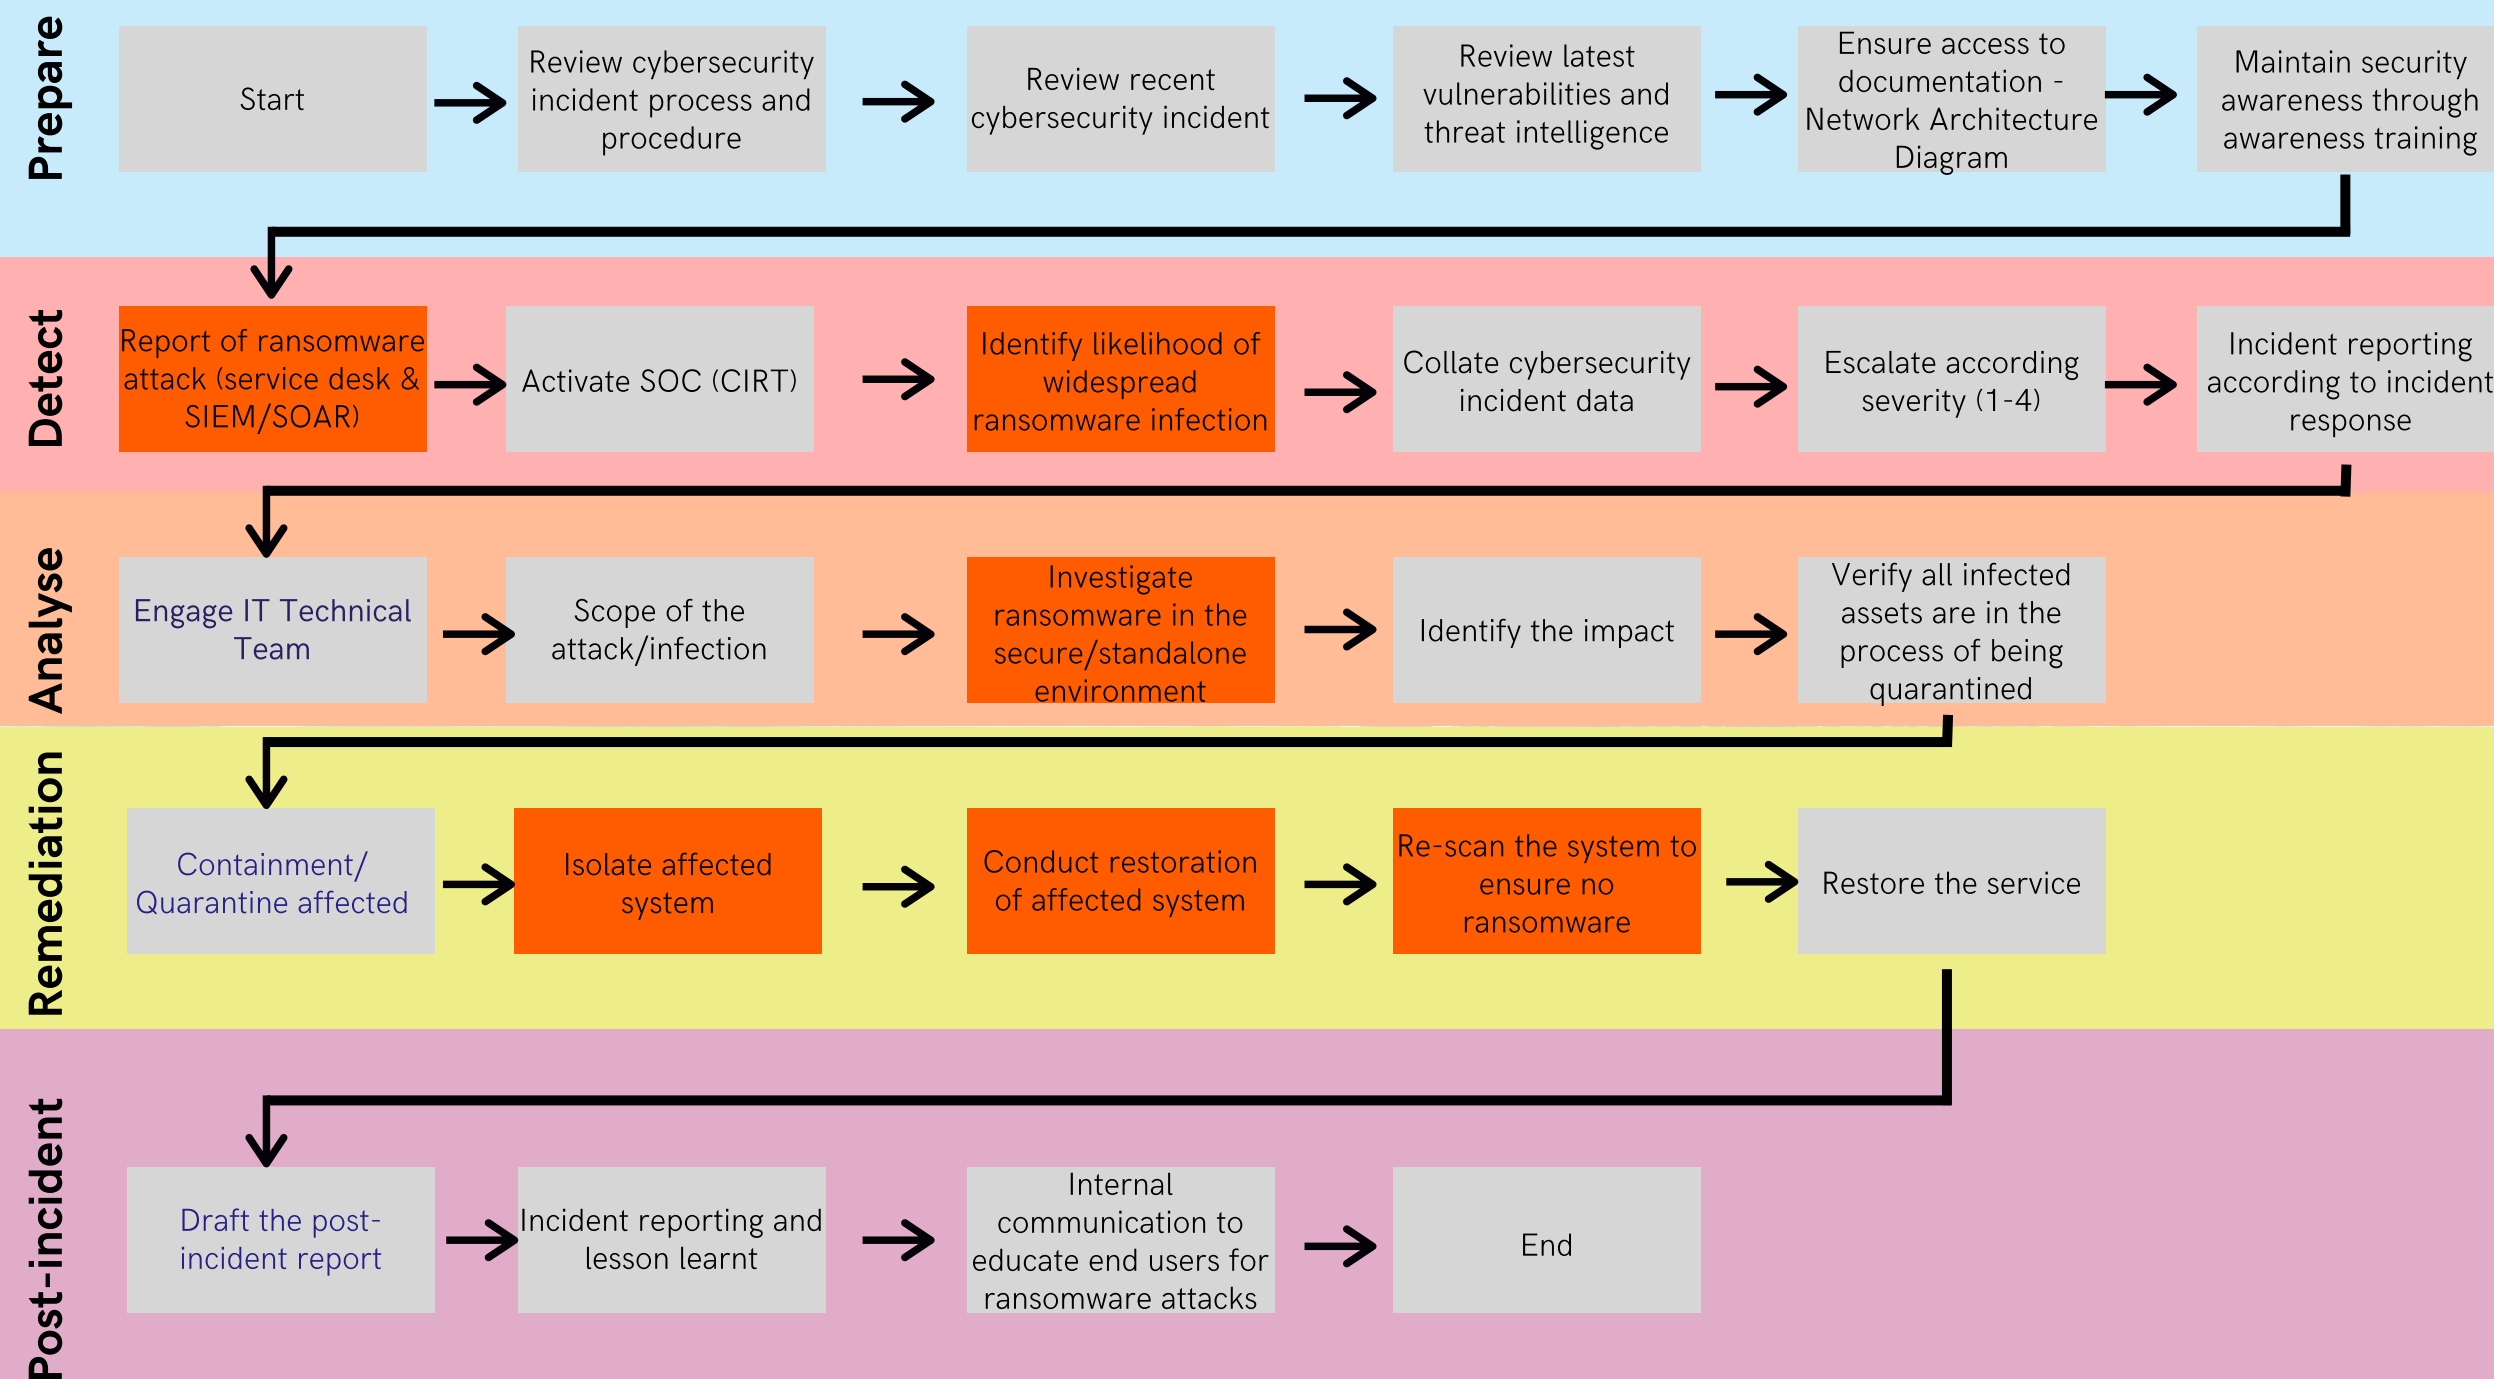 Prepare
Start
Review cybersecurity
incident process and
procedure
Review recent
cybersecurity incident
Review latest
vulnerabilities and
threat intelligence
Ensure access to
documentation -
Network Architecture
Diagram
Maintain security
awareness through
awareness training
Detect
Report of ransomware
attack (service desk &
SIEM/SOAR)
Activate SOC (CIRT)
Identify likelihood of
widespread
ransomware infection
Collate cybersecurity
incident data
Escalate according
severity (1-4)
Incident reporting
according to incident
response
Analyse
Engage IT Technical
Team
Scope of the
attack/infection
Investigate
ransomware in the
secure/standalone
environment
Identify the impact
Verify all infected
assets are in the
process of being
quarantined
Remediation
Containment/
Quarantine affected
Isolate affected
system
Conduct restoration
of affected system
Re-scan the system to
ensure no
ransomware
Restore the service
Post-incident
Draft the post-
incident report
Incident reporting and
lesson learnt
Internal
communication to
educate end users for
ransomware attacks
End